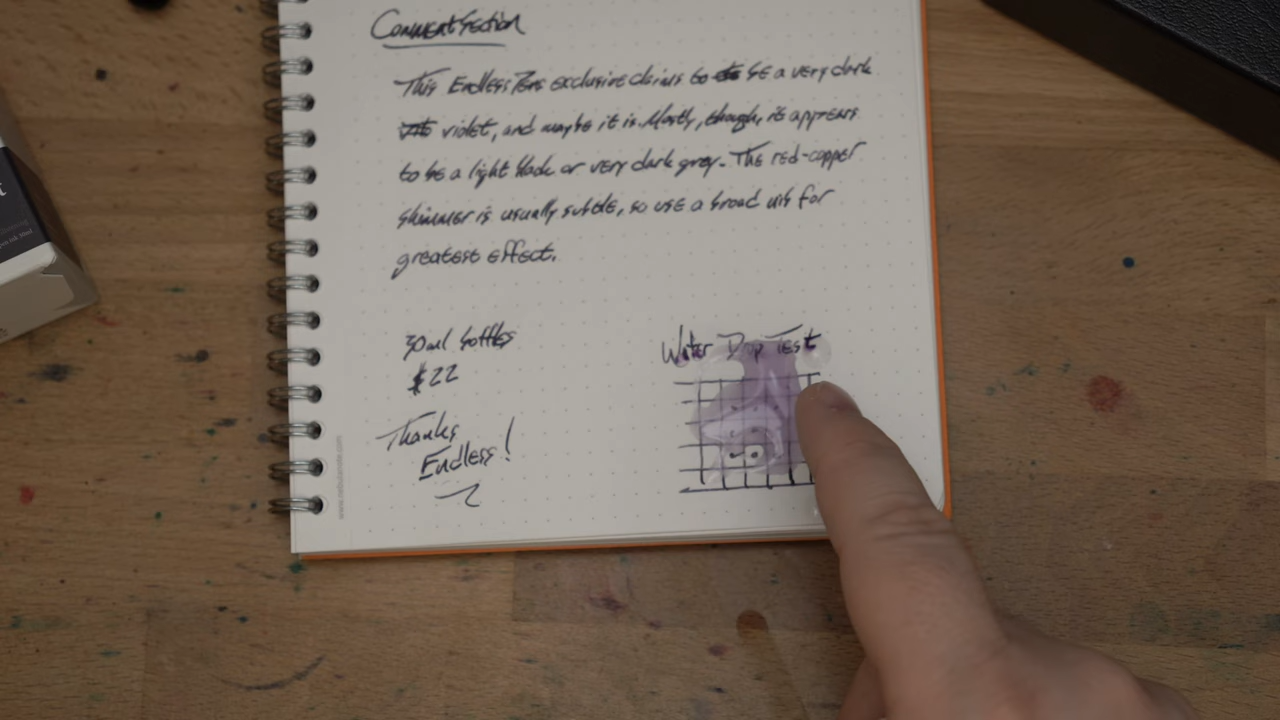 Comment Section
This Endless Pens exclusive claims to be a very dark
violet, and maybe it is. Mostly, though, it appears
to be a light black or very dark grey. The red-copper
shimmer is usually subtle, so use a broad nib for
greatest effect.
30ml bottles
$22
Thanks
Endless!
Water Drop Test